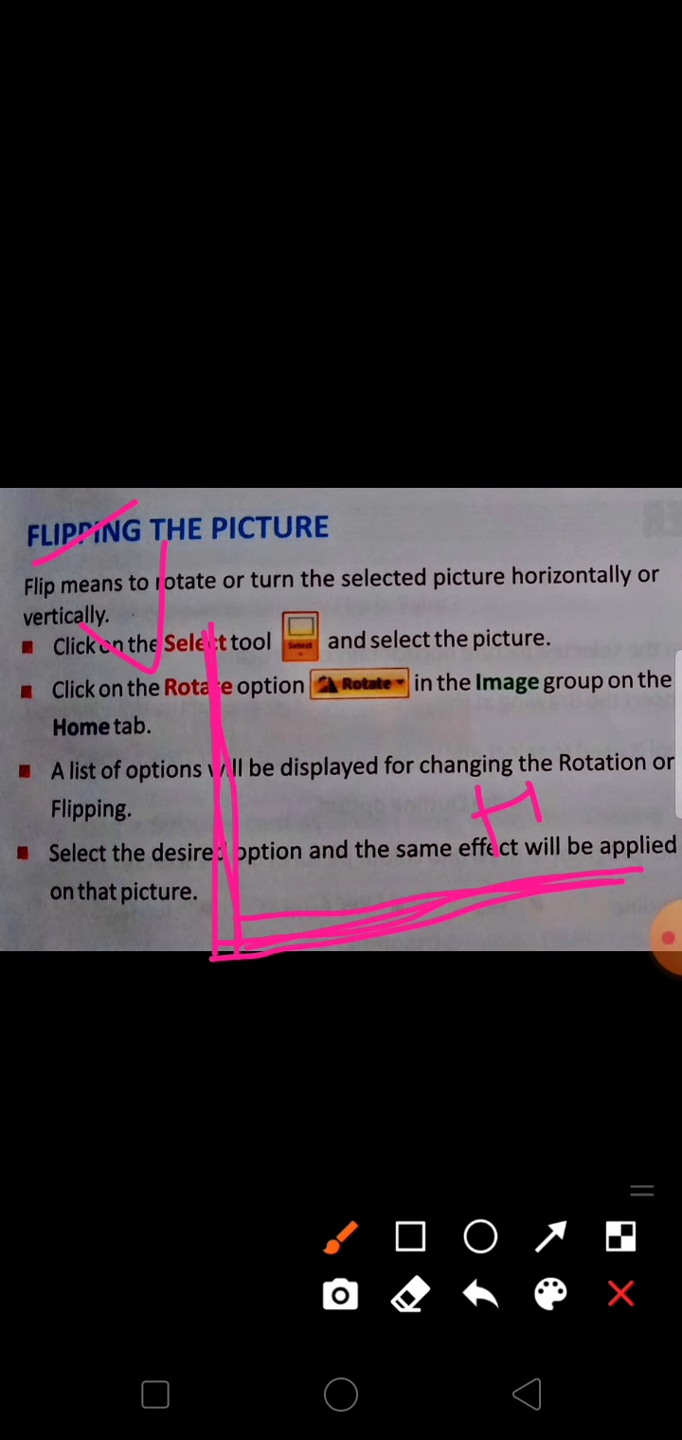 FLIPPING THE PICTURE
Flip means to rotate or turn the selected picture horizontally or
vertically.
Click on the Select tool Select and select the picture.
Click on the Rotate option Rotate in the Image group on the
Home tab.
A list of options will be displayed for changing the Rotation or
Flipping.
Select the desired option and the same effect will be applied
on that picture.